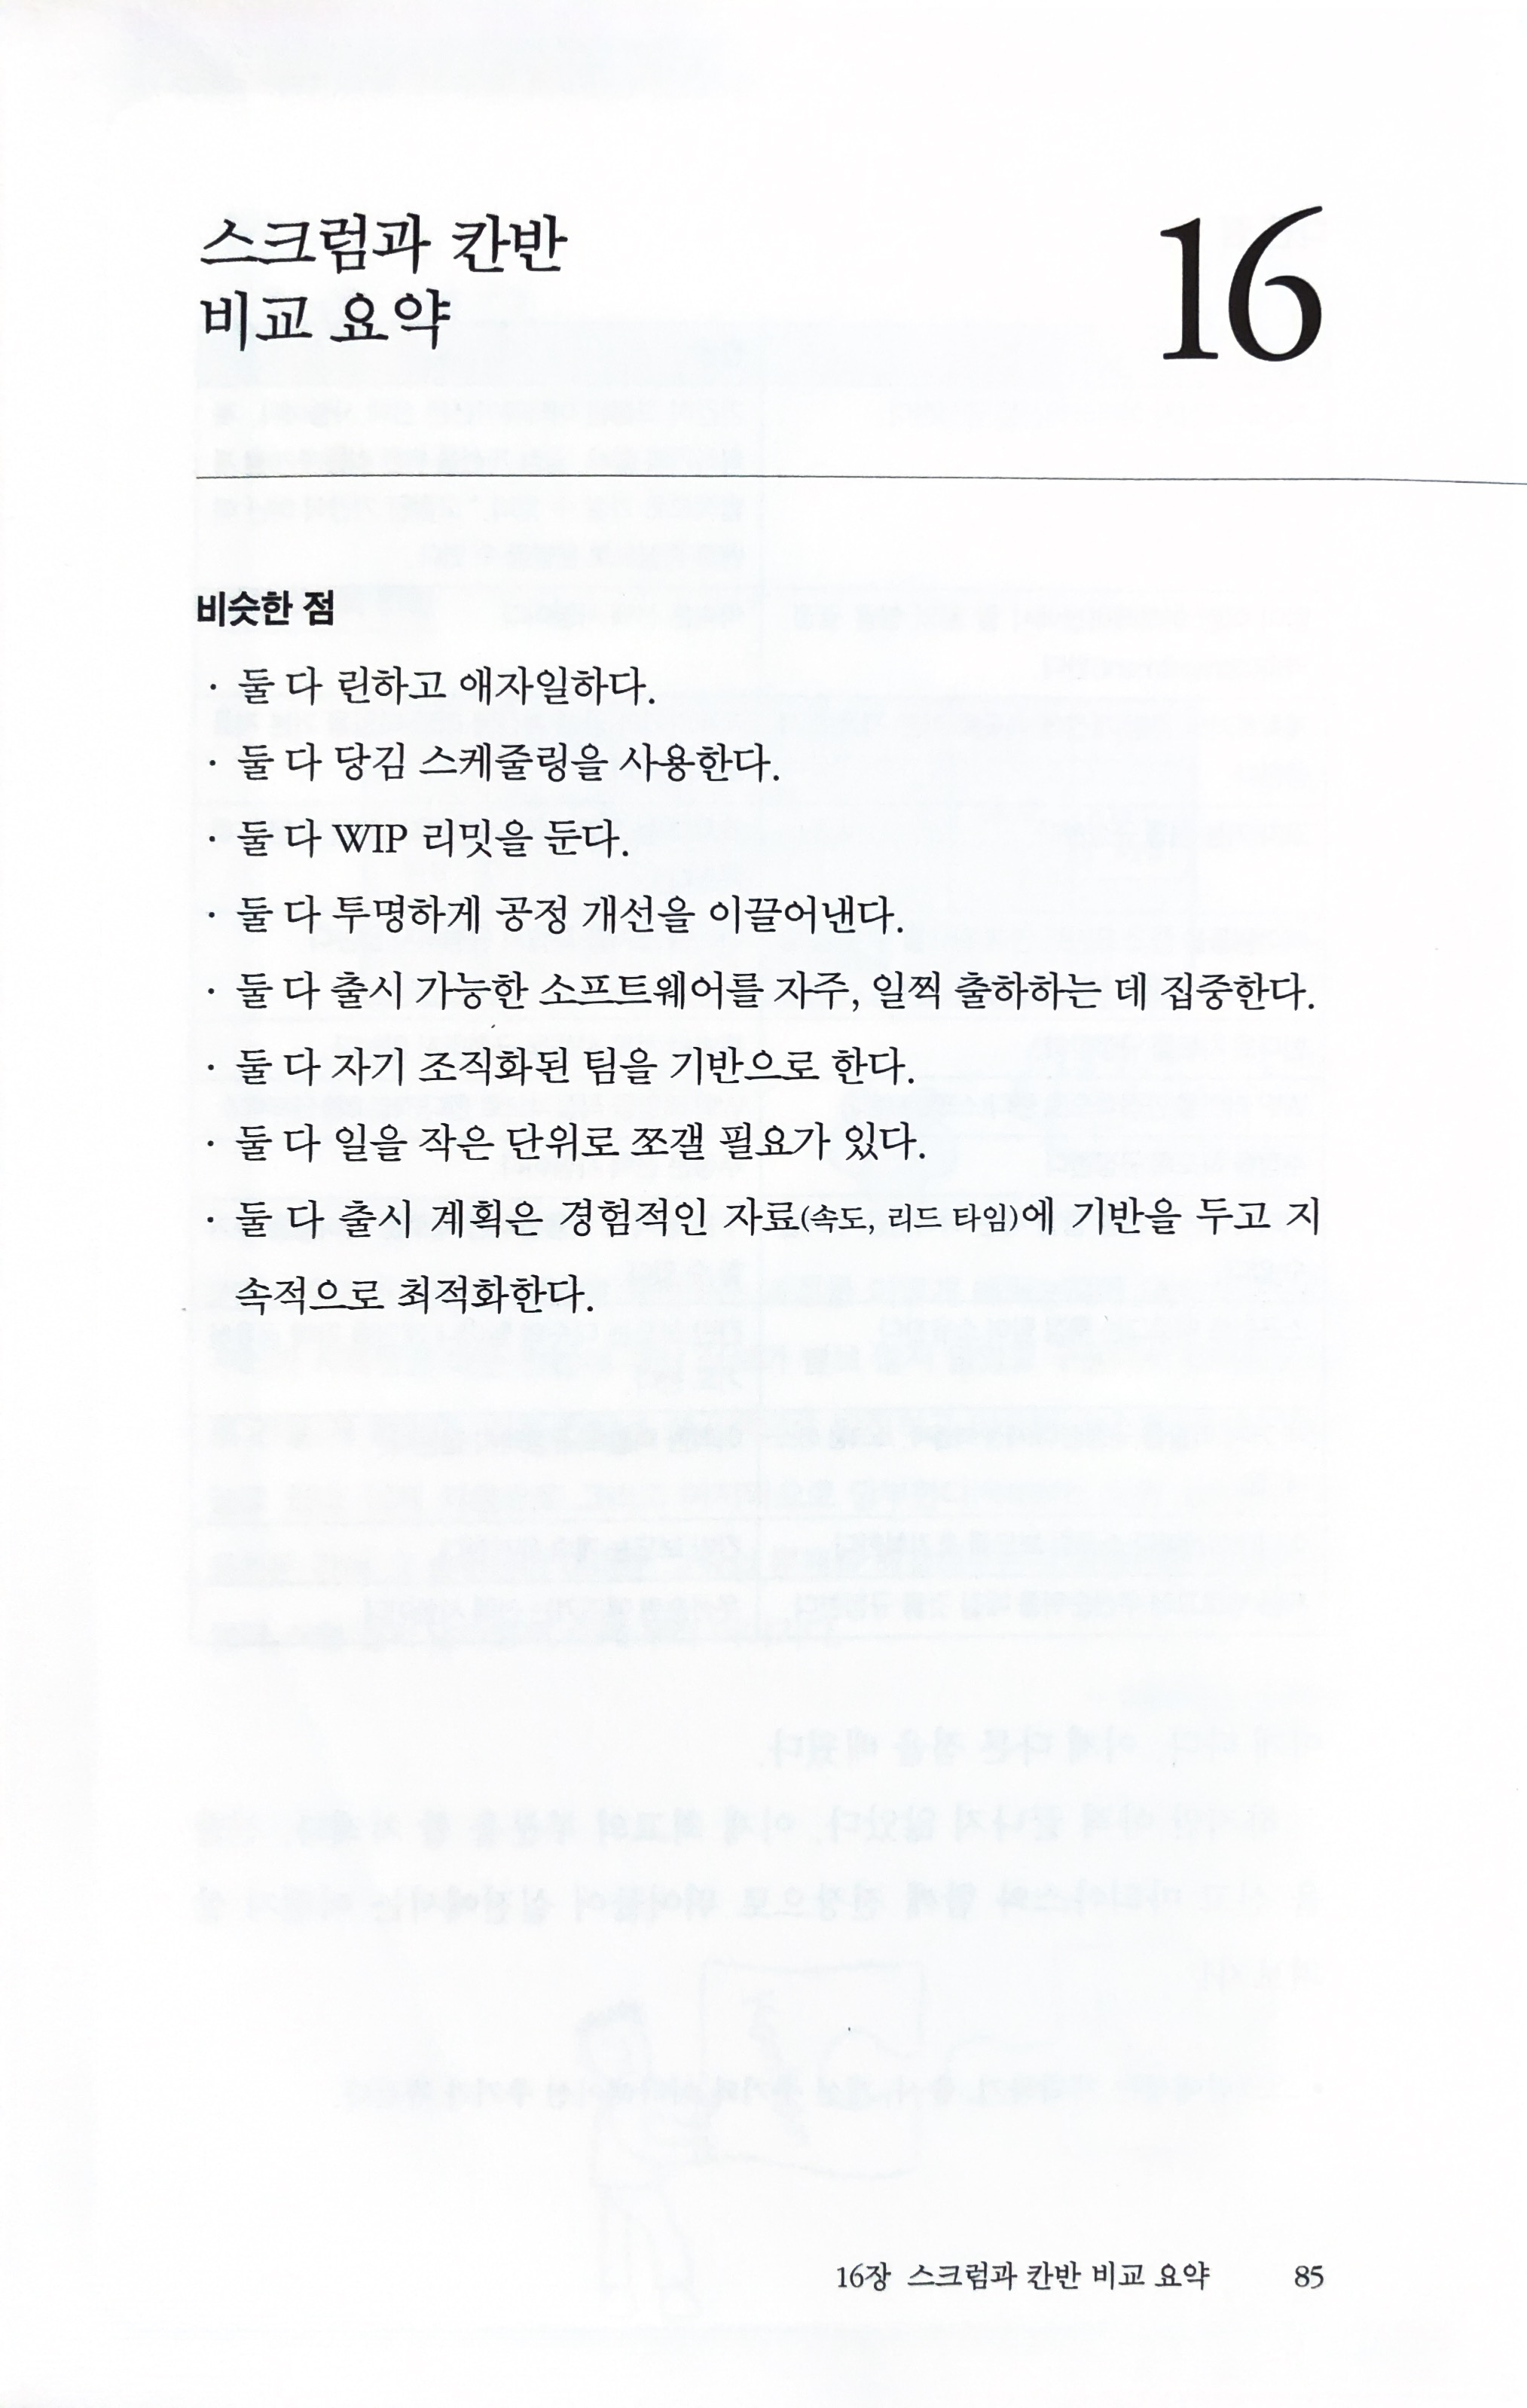 스크럼과 칸반
비교 요약
16
비슷한 점
· 둘 다 린하고 애자일하다.
· 둘 다 당김 스케줄링을 사용한다.
· 둘 다 WIP 리밋을 둔다.
· 둘 다 투명하게 공정 개선을 이끌어낸다.
· 둘 다 출시 가능한 소프트웨어를 자주, 일찍 출하하는 데 집중한다.
· 둘 다 자기 조직화된 팀을 기반으로 한다.
· 둘 다 일을 작은 단위로 쪼갤 필요가 있다.
· 둘 다 출시 계획은 경험적인 자료(속도, 리드 타임)에 기반을 두고 지
속적으로 최적화한다.
16장 스크럼과 칸반 비교 요약 85